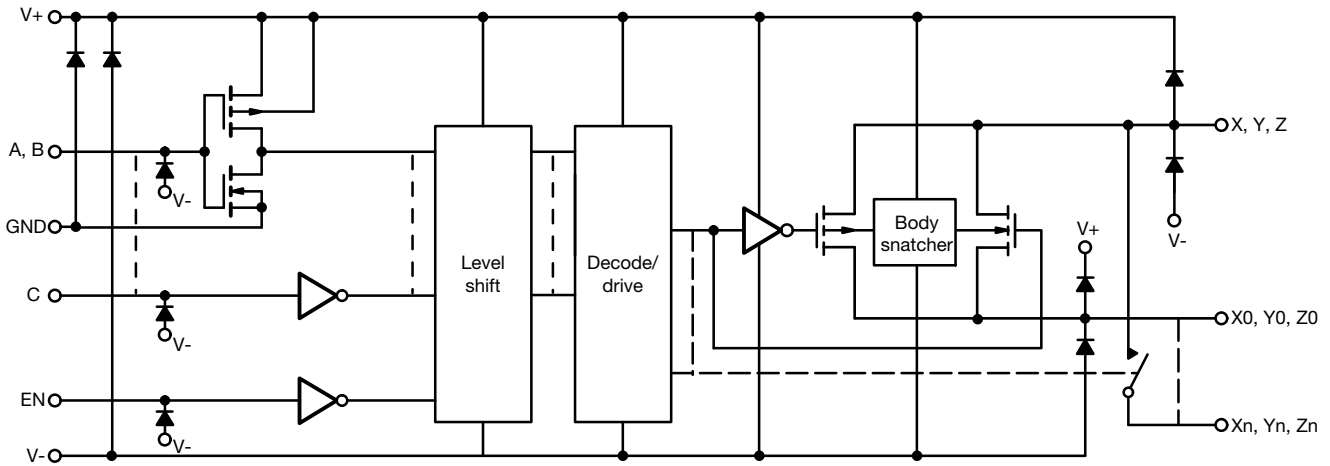 V+
A, B
V-
GND
C
V-
EN
V-
V-
Level
shift
Decode/
drive
Body
snatcher
X, Y, Z
V-
V+
X0, Y0, Z0
Xn, Yn, Zn